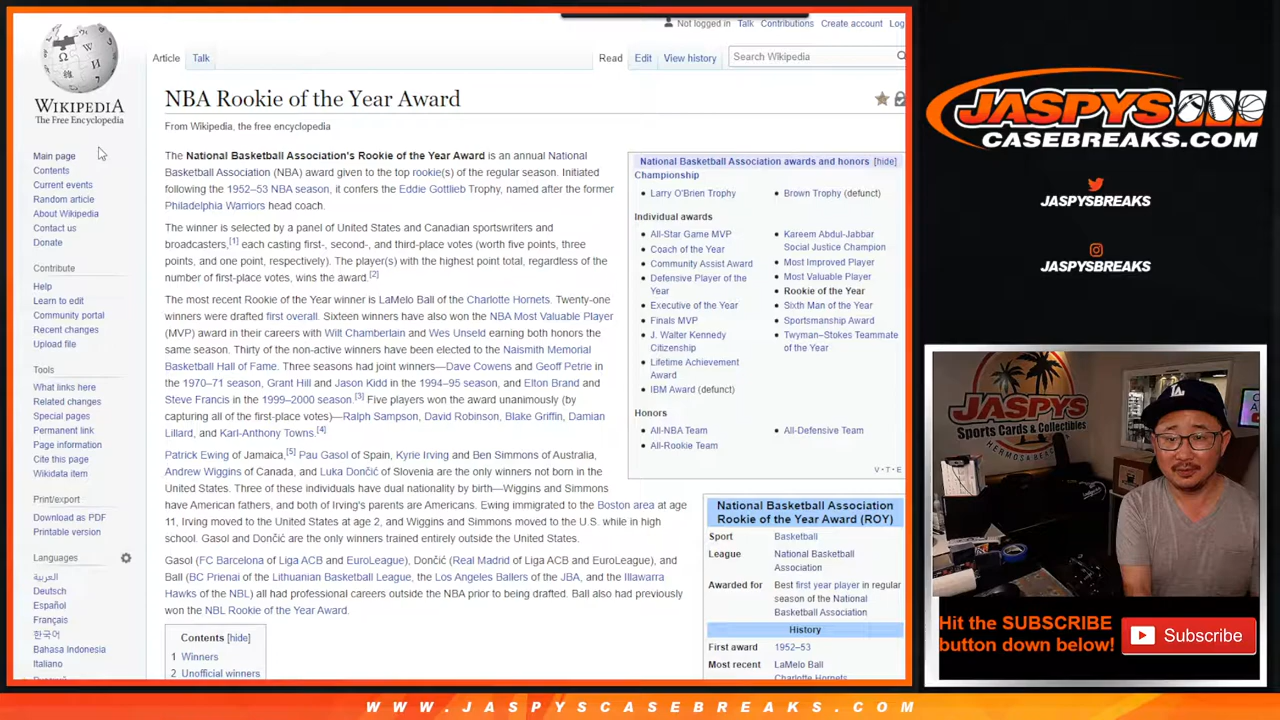 WIKIPEDIA
The Free Encyclopedia
Main page
Contents
Current events
Random article
About Wikipedia
Contact us
Donate
Contribute
Help
Learn to edit
Community portal
Recent changes
Upload file
Tools
What links here
Related changes
Special pages
Permanent link
Page information
Cite this page
Wikidata item
Print/export
Download as PDF
Printable version
Languages
العربية
Deutsch
Español
Français
한국어
Bahasa Indonesia
Italiano
Not logged in Talk Contributions Create account Log
Article Talk Read Edit View history Search Wikipedia
NBA Rookie of the Year Award
From Wikipedia, the free encyclopedia
The National Basketball Association's Rookie of the Year Award is an annual National
Basketball Association (NBA) award given to the top rookie(s) of the regular season. Initiated
following the 1952–53 NBA season, it confers the Eddie Gottlieb Trophy, named after the former
Philadelphia Warriors head coach.
The winner is selected by a panel of United States and Canadian sportswriters and
broadcasters,[1] each casting first-, second-, and third-place votes (worth five points, three
points, and one point, respectively). The player(s) with the highest point total, regardless of the
number of first-place votes, wins the award.[2]
The most recent Rookie of the Year winner is LaMelo Ball of the Charlotte Hornets. Twenty-one
winners were drafted first overall. Sixteen winners have also won the NBA Most Valuable Player
(MVP) award in their careers with Wilt Chamberlain and Wes Unseld earning both honors the
same season. Thirty of the non-active winners have been elected to the Naismith Memorial
Basketball Hall of Fame. Three seasons had joint winners—Dave Cowens and Geoff Petrie in
the 1970–71 season, Grant Hill and Jason Kidd in the 1994–95 season, and Elton Brand and
Steve Francis in the 1999–2000 season.[3] Five players won the award unanimously (by
capturing all of the first-place votes)—Ralph Sampson, David Robinson, Blake Griffin, Damian
Lillard, and Karl-Anthony Towns.[4]
Patrick Ewing of Jamaica,[5] Pau Gasol of Spain, Kyrie Irving and Ben Simmons of Australia,
Andrew Wiggins of Canada, and Luka Dončić of Slovenia are the only winners not born in the
United States. Three of these individuals have dual nationality by birth—Wiggins and Simmons
have American fathers, and both of Irving's parents are Americans. Ewing immigrated to the Boston area at age
11, Irving moved to the United States at age 2, and Wiggins and Simmons moved to the U.S. while in high
school. Gasol and Dončić are the only winners trained entirely outside the United States.
Gasol (FC Barcelona of Liga ACB and EuroLeague), Dončić (Real Madrid of Liga ACB and EuroLeague), and
Ball (BC Prienai of the Lithuanian Basketball League, the Los Angeles Ballers of the JBA, and the Illawarra
Hawks of the NBL) all had professional careers outside the NBA prior to being drafted. Ball also had previously
won the NBL Rookie of the Year Award.
Contents [hide]
1 Winners
2 Unofficial winners
National Basketball Association awards and honors [hide]
Championship
Larry O'Brien Trophy
Brown Trophy (defunct)
Individual awards
All-Star Game MVP
Coach of the Year
Community Assist Award
Defensive Player of the
Year
Executive of the Year
Finals MVP
J. Walter Kennedy
Citizenship
Lifetime Achievement
Award
IBM Award (defunct)
Kareem Abdul-Jabbar
Social Justice Champion
Most Improved Player
Most Valuable Player
Rookie of the Year
Sixth Man of the Year
Sportsmanship Award
Twyman–Stokes Teammate
of the Year
Honors
All-NBA Team
All-Rookie Team
All-Defensive Team
V·T·E
National Basketball Association
Rookie of the Year Award (ROY)
Sport Basketball
League National Basketball
Association
Awarded for Best first year player in regular
season of the National
Basketball Association
History
First award 1952–53
Most recent LaMelo Ball
Charlotte Hornets
JASPYS
CASEBREAKS.COM
JASPYSBREAKS
JASPYSBREAKS
JASPYS
Sports Cards & Collectibles
HERMOSA BEACH
LA
Hit the SUBSCRIBE
button down below!
Subscribe
WWW.JASPYSCASEBREAKS.COM